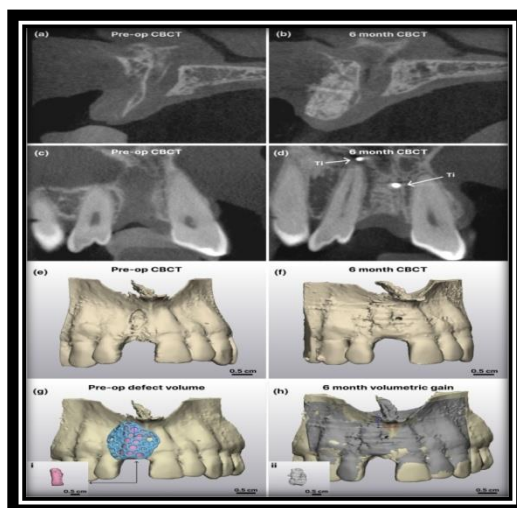 (a) Pre-op CBCT
(b) 6 month CBCT
(c) Pre-op CBCT
(d) 6 month CBCT
Ti
Ti
(e) Pre-op CBCT
(f) 6 month CBCT
0.5 cm
0.5 cm
(g) Pre-op defect volume
(h) 6 month volumetric gain
i
ii
0.5 cm
0.5 cm
0.5 cm
0.5 cm